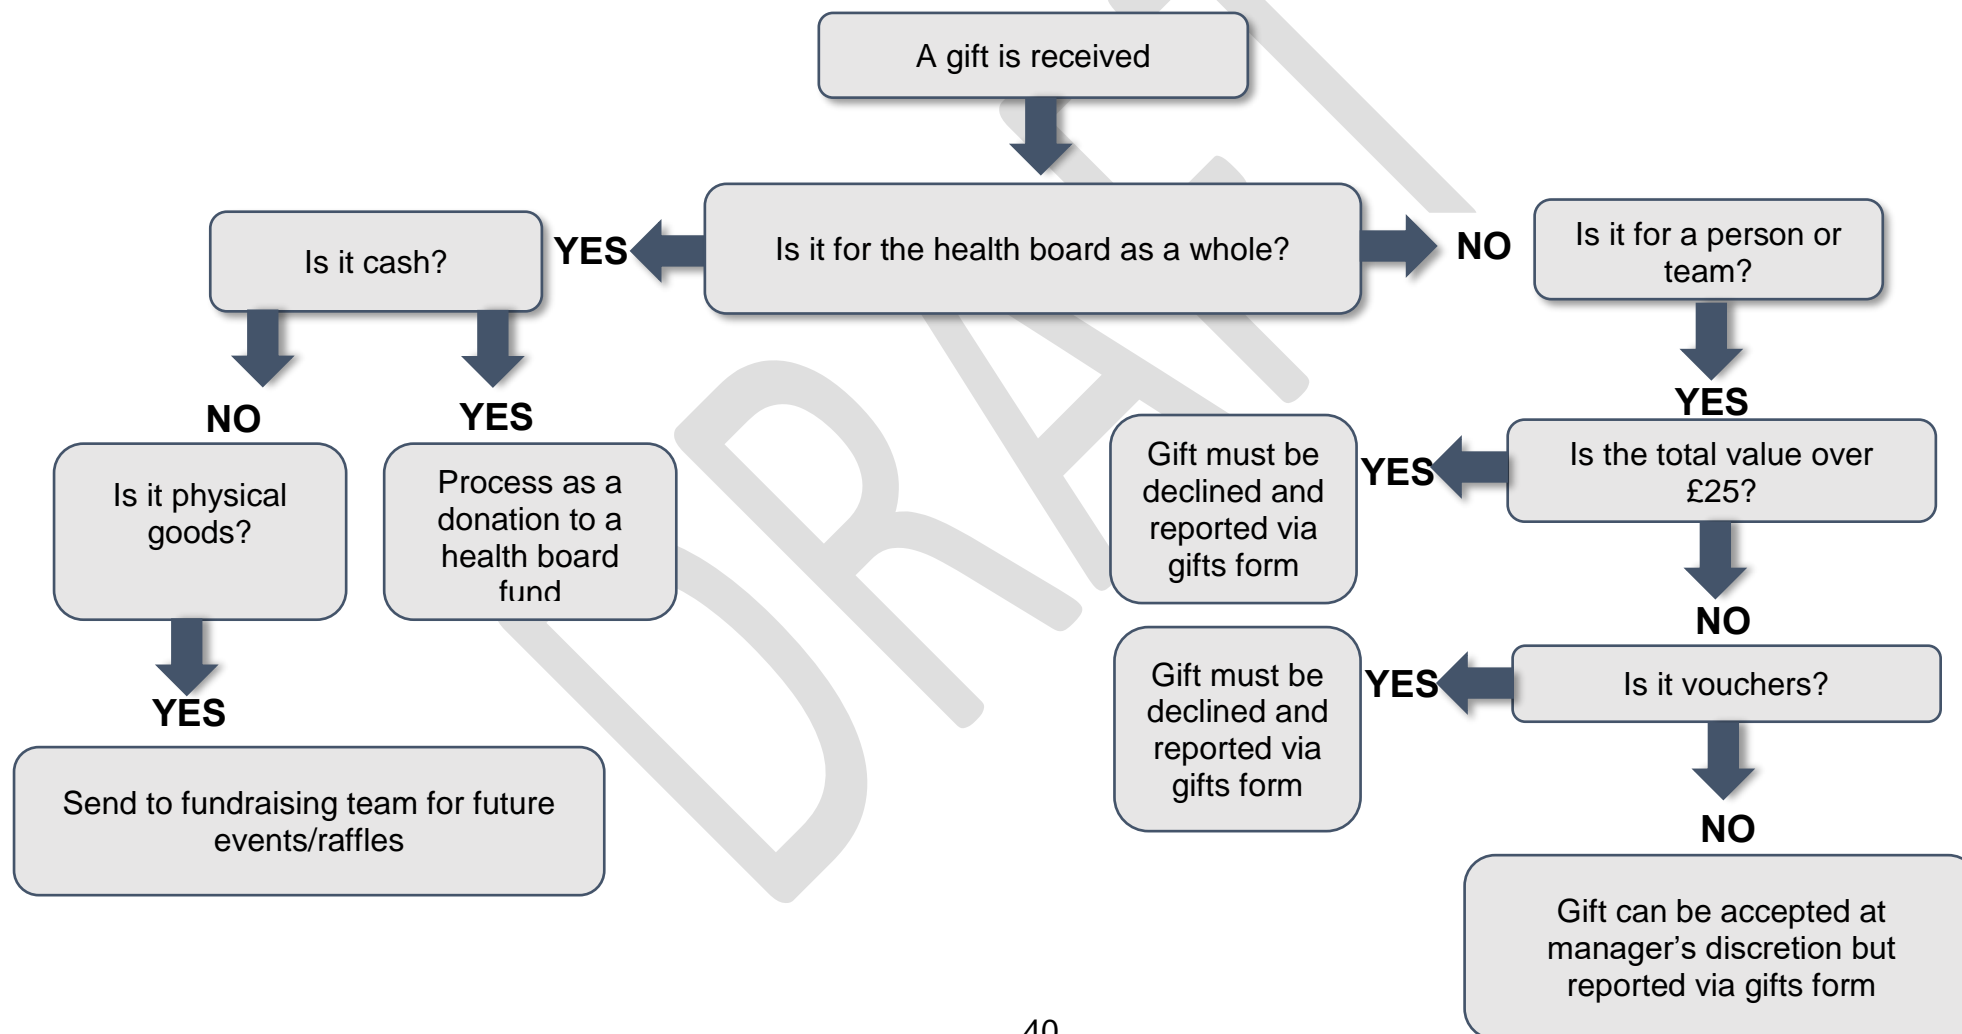 A gift is received
Is it for the health board as a whole?
YES
NO
Is it cash?
NO
YES
Is it physical
goods?
Process as a
donation to a
health board
fund
YES
Send to fundraising team for future
events/raffles
Is it for a person or
team?
YES
Is the total value over
£25?
YES
Gift must be
declined and
reported via
gifts form
NO
Is it vouchers?
YES
Gift must be
declined and
reported via
gifts form
NO
Gift can be accepted at
manager’s discretion but
reported via gifts form
DRAFT
40